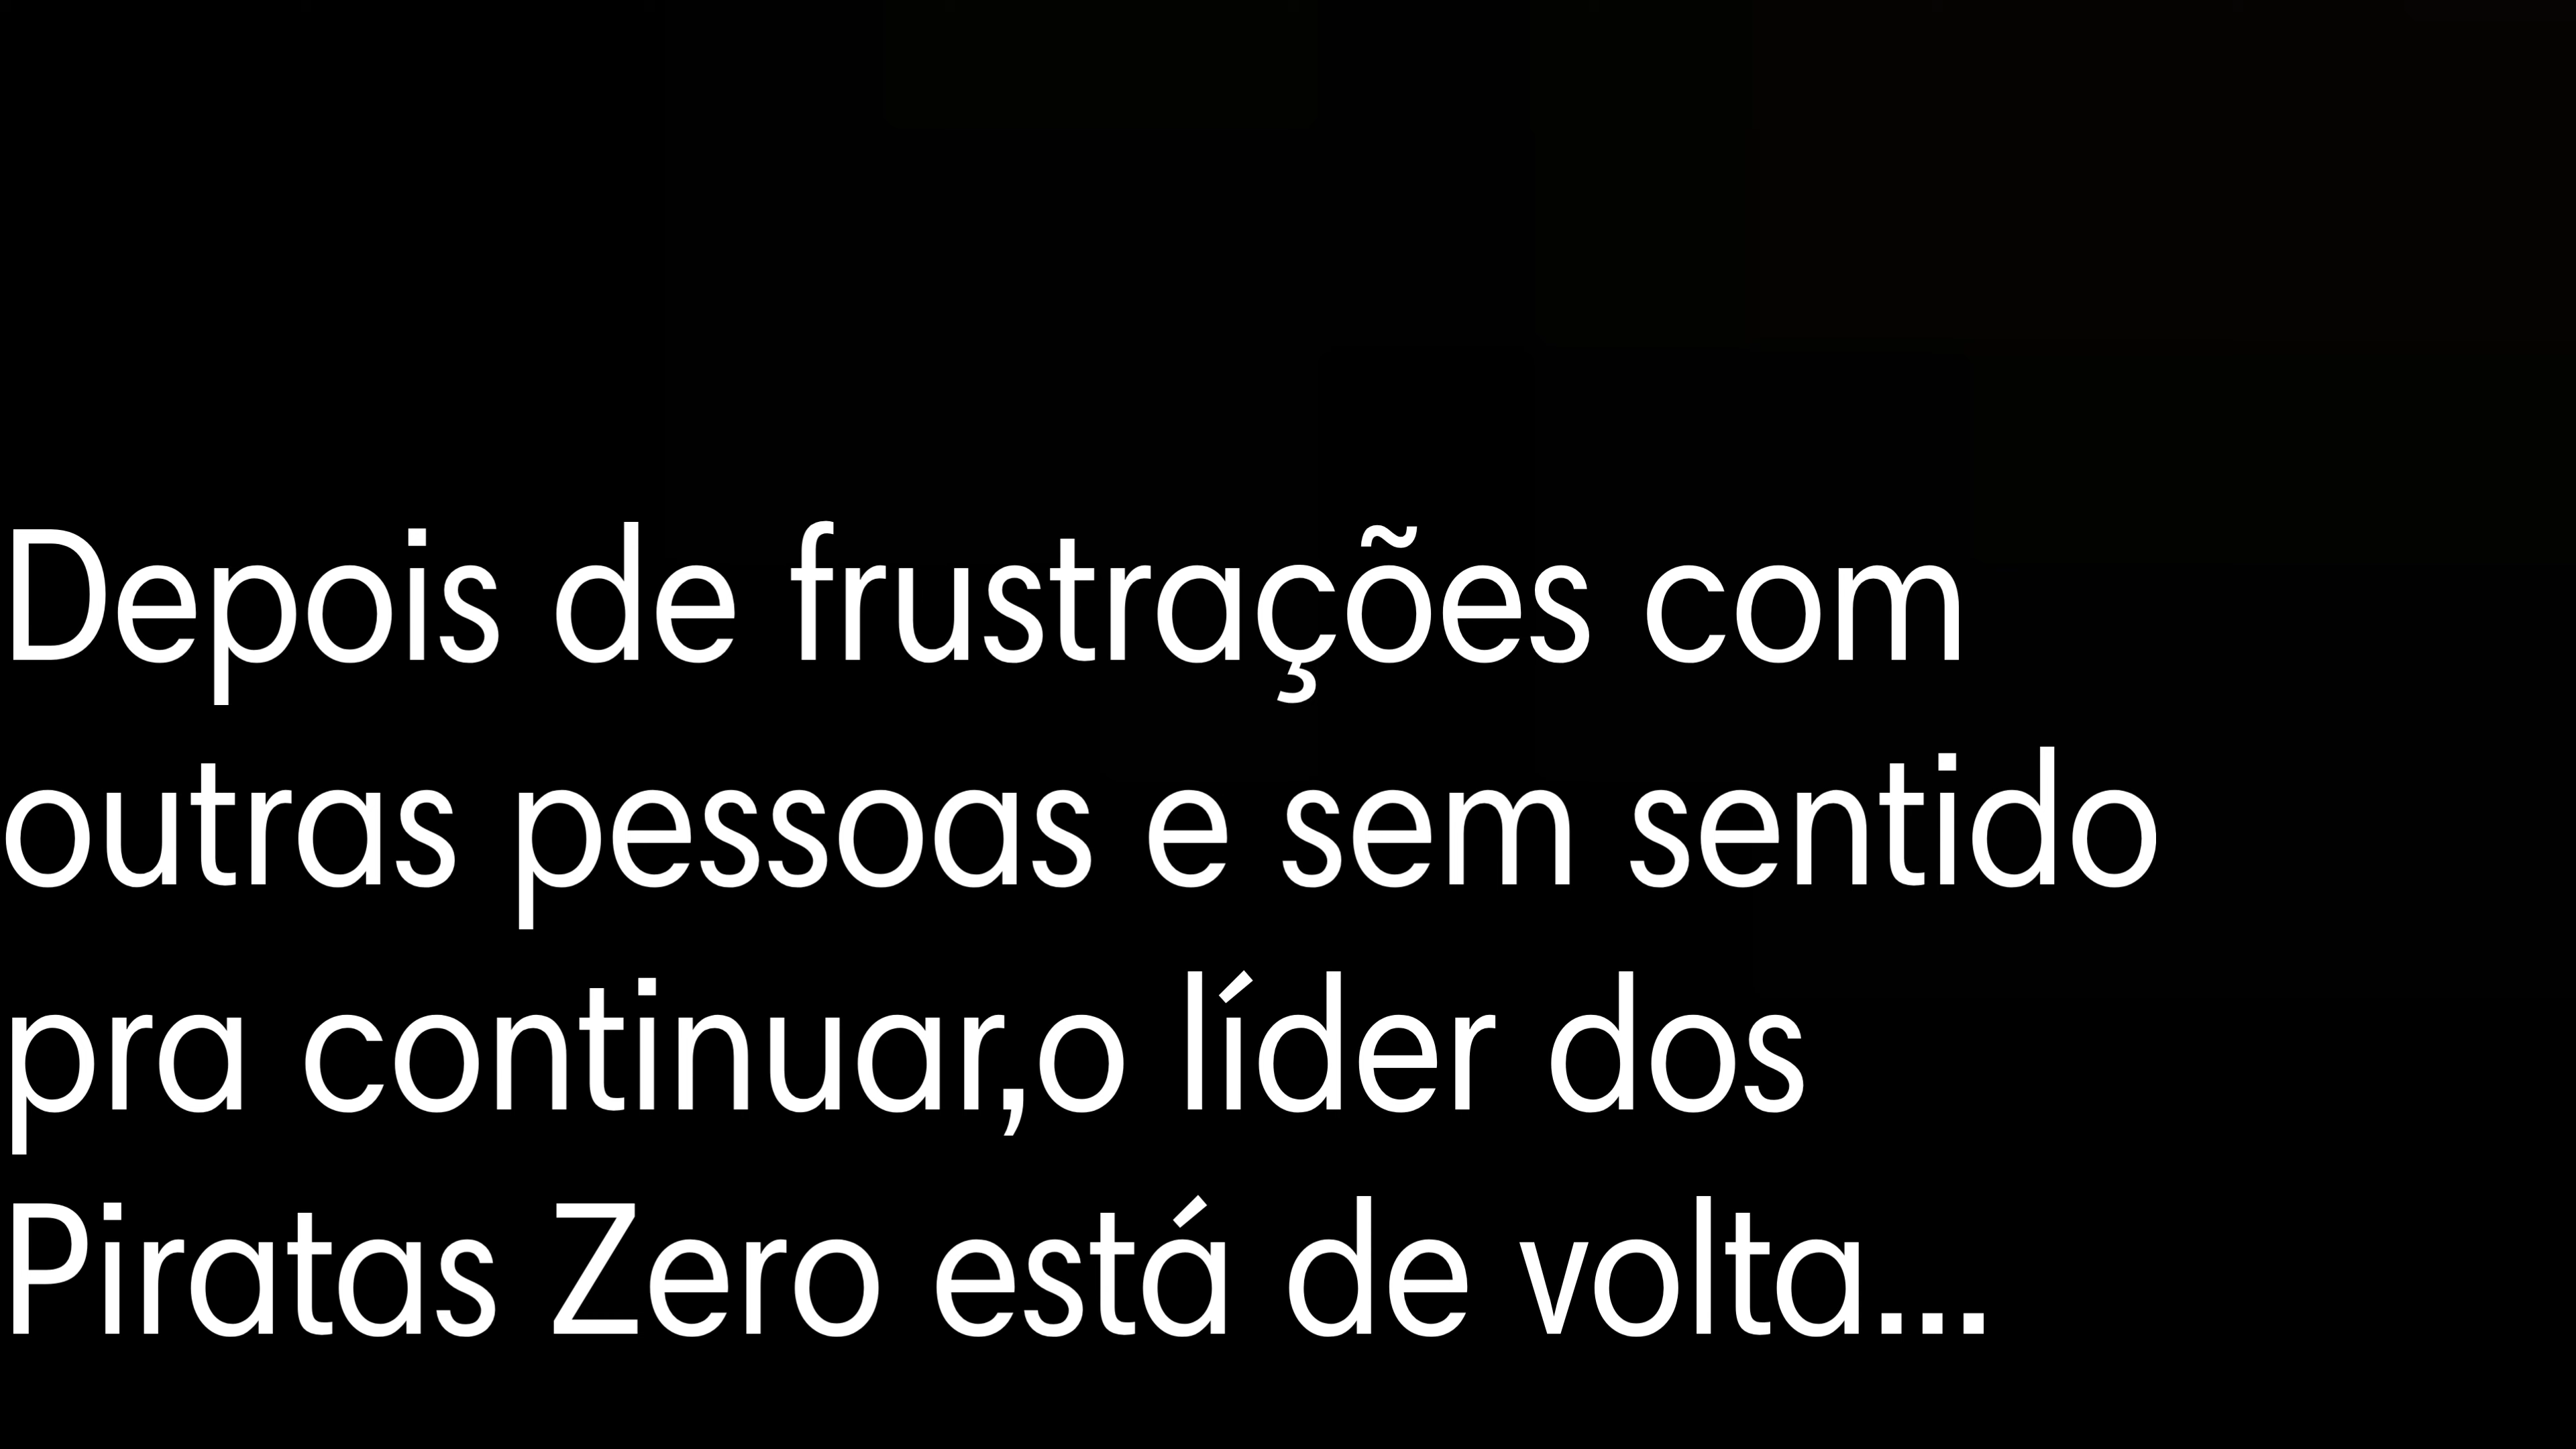 Depois de frustrações com
outras pessoas e sem sentido
pra continuar,o líder dos
Piratas Zero está de volta...